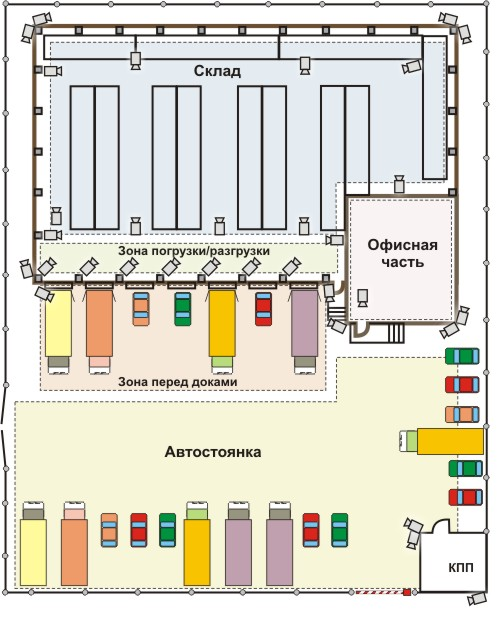 Склад
Зона погрузки/разгрузки
Офисная
часть
Зона перед доками
Автостоянка
КПП